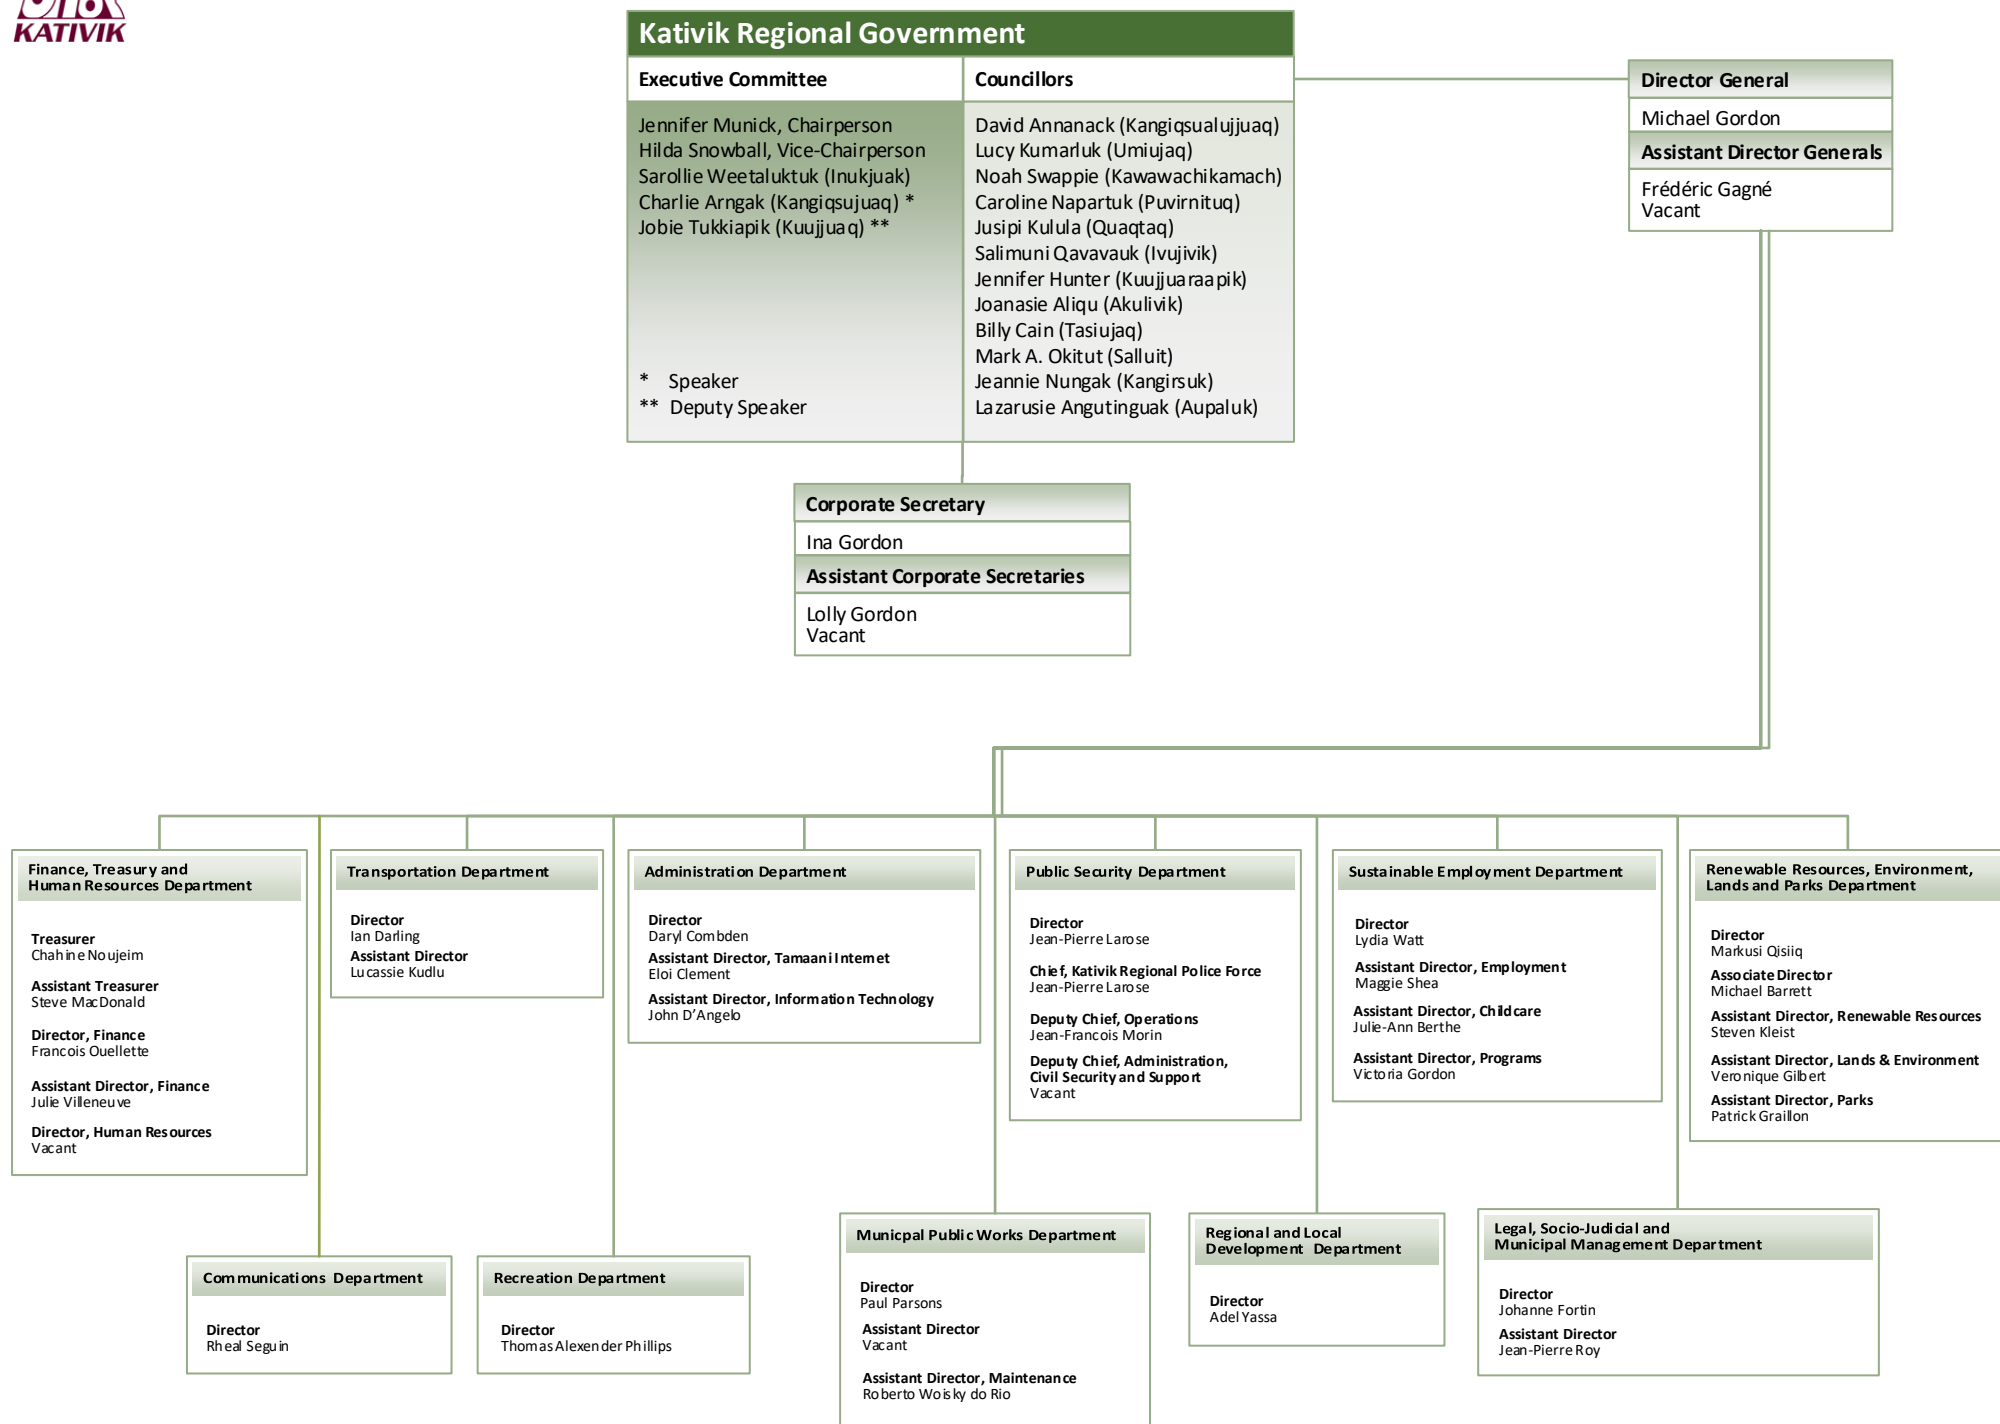 KATIVIK
Kativik Regional Government
Executive Committee
Jennifer Munick, Chairperson
Hilda Snowball, Vice-Chairperson
Sarollie Weetaluktuk (Inukjuak)
Charlie Arngak (Kangiqsujuaq) *
Jobie Tukkiapik (Kuujjuaq) **
* Speaker
** Deputy Speaker
Councillors
David Annanack (Kangiqsualujjuaq)
Lucy Kumarluk (Umiujaq)
Noah Swappie (Kawawachikamach)
Caroline Napartuk (Puvirnituq)
Jusipi Kulula (Quaqtaq)
Salimuni Qavavauk (Ivujivik)
Jennifer Hunter (Kuujjuaraapik)
Joanasie Aliqu (Akulivik)
Billy Cain (Tasiujaq)
Mark A. Okitut (Salluit)
Jeannie Nungak (Kangirsuk)
Lazarusie Angutinguak (Aupaluk)
Director General
Michael Gordon
Assistant Director Generals
Frédéric Gagné
Vacant
Corporate Secretary
Ina Gordon
Assistant Corporate Secretaries
Lolly Gordon
Vacant
Finance, Treasury and
Human Resources Department
Treasurer
Chahine Noujeim
Assistant Treasurer
Steve MacDonald
Director, Finance
Francois Ouellette
Assistant Director, Finance
Julie Villeneuve
Director, Human Resources
Vacant
Transportation Department
Director
Ian Darling
Assistant Director
Lucassie Kudlu
Administration Department
Director
Daryl Combden
Assistant Director, Tamaani Internet
Eloi Clement
Assistant Director, Information Technology
John D’Angelo
Public Security Department
Director
Jean-Pierre Larose
Chief, Kativik Regional Police Force
Jean-Pierre Larose
Deputy Chief, Operations
Jean-Francois Morin
Deputy Chief, Administration,
Civil Security and Support
Vacant
Sustainable Employment Department
Director
Lydia Watt
Assistant Director, Employment
Maggie Shea
Assistant Director, Childcare
Julie-Ann Berthe
Assistant Director, Programs
Victoria Gordon
Renewable Resources, Environment,
Lands and Parks Department
Director
Markusi Qisiiq
Associate Director
Michael Barrett
Assistant Director, Renewable Resources
Steven Kleist
Assistant Director, Lands & Environment
Veronique Gilbert
Assistant Director, Parks
Patrick Graillon
Communications Department
Director
Rheal Seguin
Recreation Department
Director
Thomas Alexender Phillips
Municpal Public Works Department
Director
Paul Parsons
Assistant Director
Vacant
Assistant Director, Maintenance
Roberto Woisky do Rio
Regional and Local
Development Department
Director
Adel Yassa
Legal, Socio-Judicial and
Municipal Management Department
Director
Johanne Fortin
Assistant Director
Jean-Pierre Roy